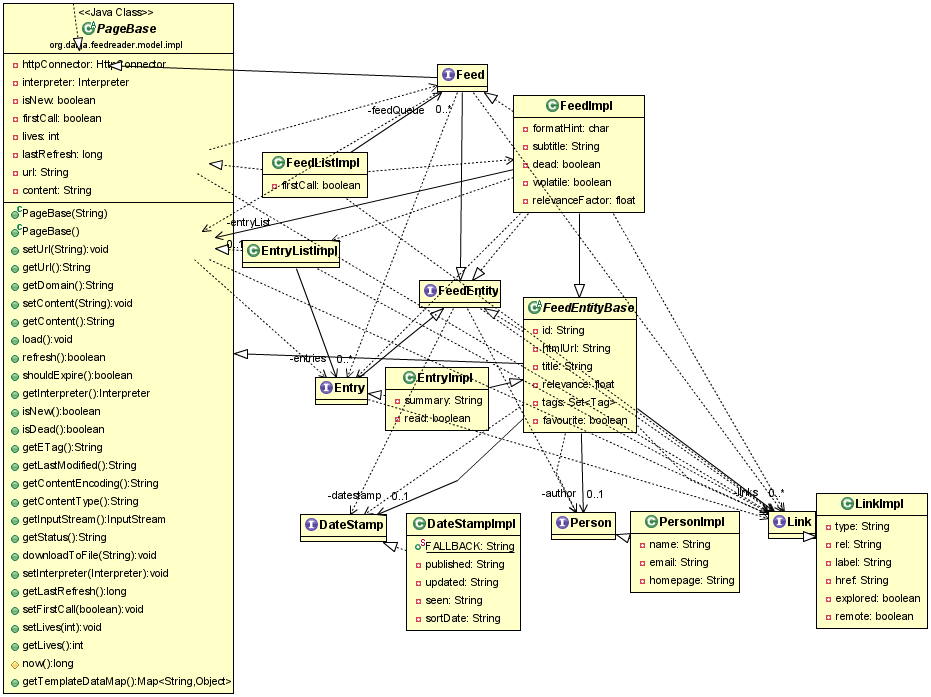 <<Java Class>>
PageBase
org.da
a.feedreader.model.impl
httpConnector: Htt
onnector
interpreter: Interpreter
isNew: boolean
firstCall: boolean
lives: int
lastRefresh: long
url: String
content: String
PageBase(String)
PageBase()
setUrl(String):void
getUrl():String
getDomain():String
setContent(String):void
getContent():String
load():void
refresh():boolean
shouldExpire():boolean
getInterpreter():Interpreter
isNew():boolean
isDead():boolean
getETag():String
getLastModified():String
getContentEncoding():String
getContentType():String
getInputStream():InputStream
getStatus():String
downloadToFile(String):void
setInterpreter(Interpreter):void
getLastRefresh():long
setFirstCall(boolean):void
setLives(int):void
getLives():int
now():long
getTemplateDataMap():Map<String,Object>
Feed
-feedQueue 0..*
FeedImpl
formatHint: char
subtitle: String
dead: boolean
volatile: boolean
relevanceFactor: float
FeedListImpl
firstCall: boolean
-entryList
0..1
EntryListImpl
FeedEntity
FeedEntityBase
id: String
htmlUrl: String
title: String
relevance: float
tags: Set<Tag>
favourite: boolean
-entries 0..*
Entry
EntryImpl
summary: String
read: boolean
-datestamp 0..1
-author 0..1
-links 0..*
DateStamp
DateStampImpl
FALLBACK: String
published: String
updated: String
seen: String
sortDate: String
Person
PersonImpl
name: String
email: String
homepage: String
Link
LinkImpl
type: String
rel: String
label: String
href: String
explored: boolean
remote: boolean